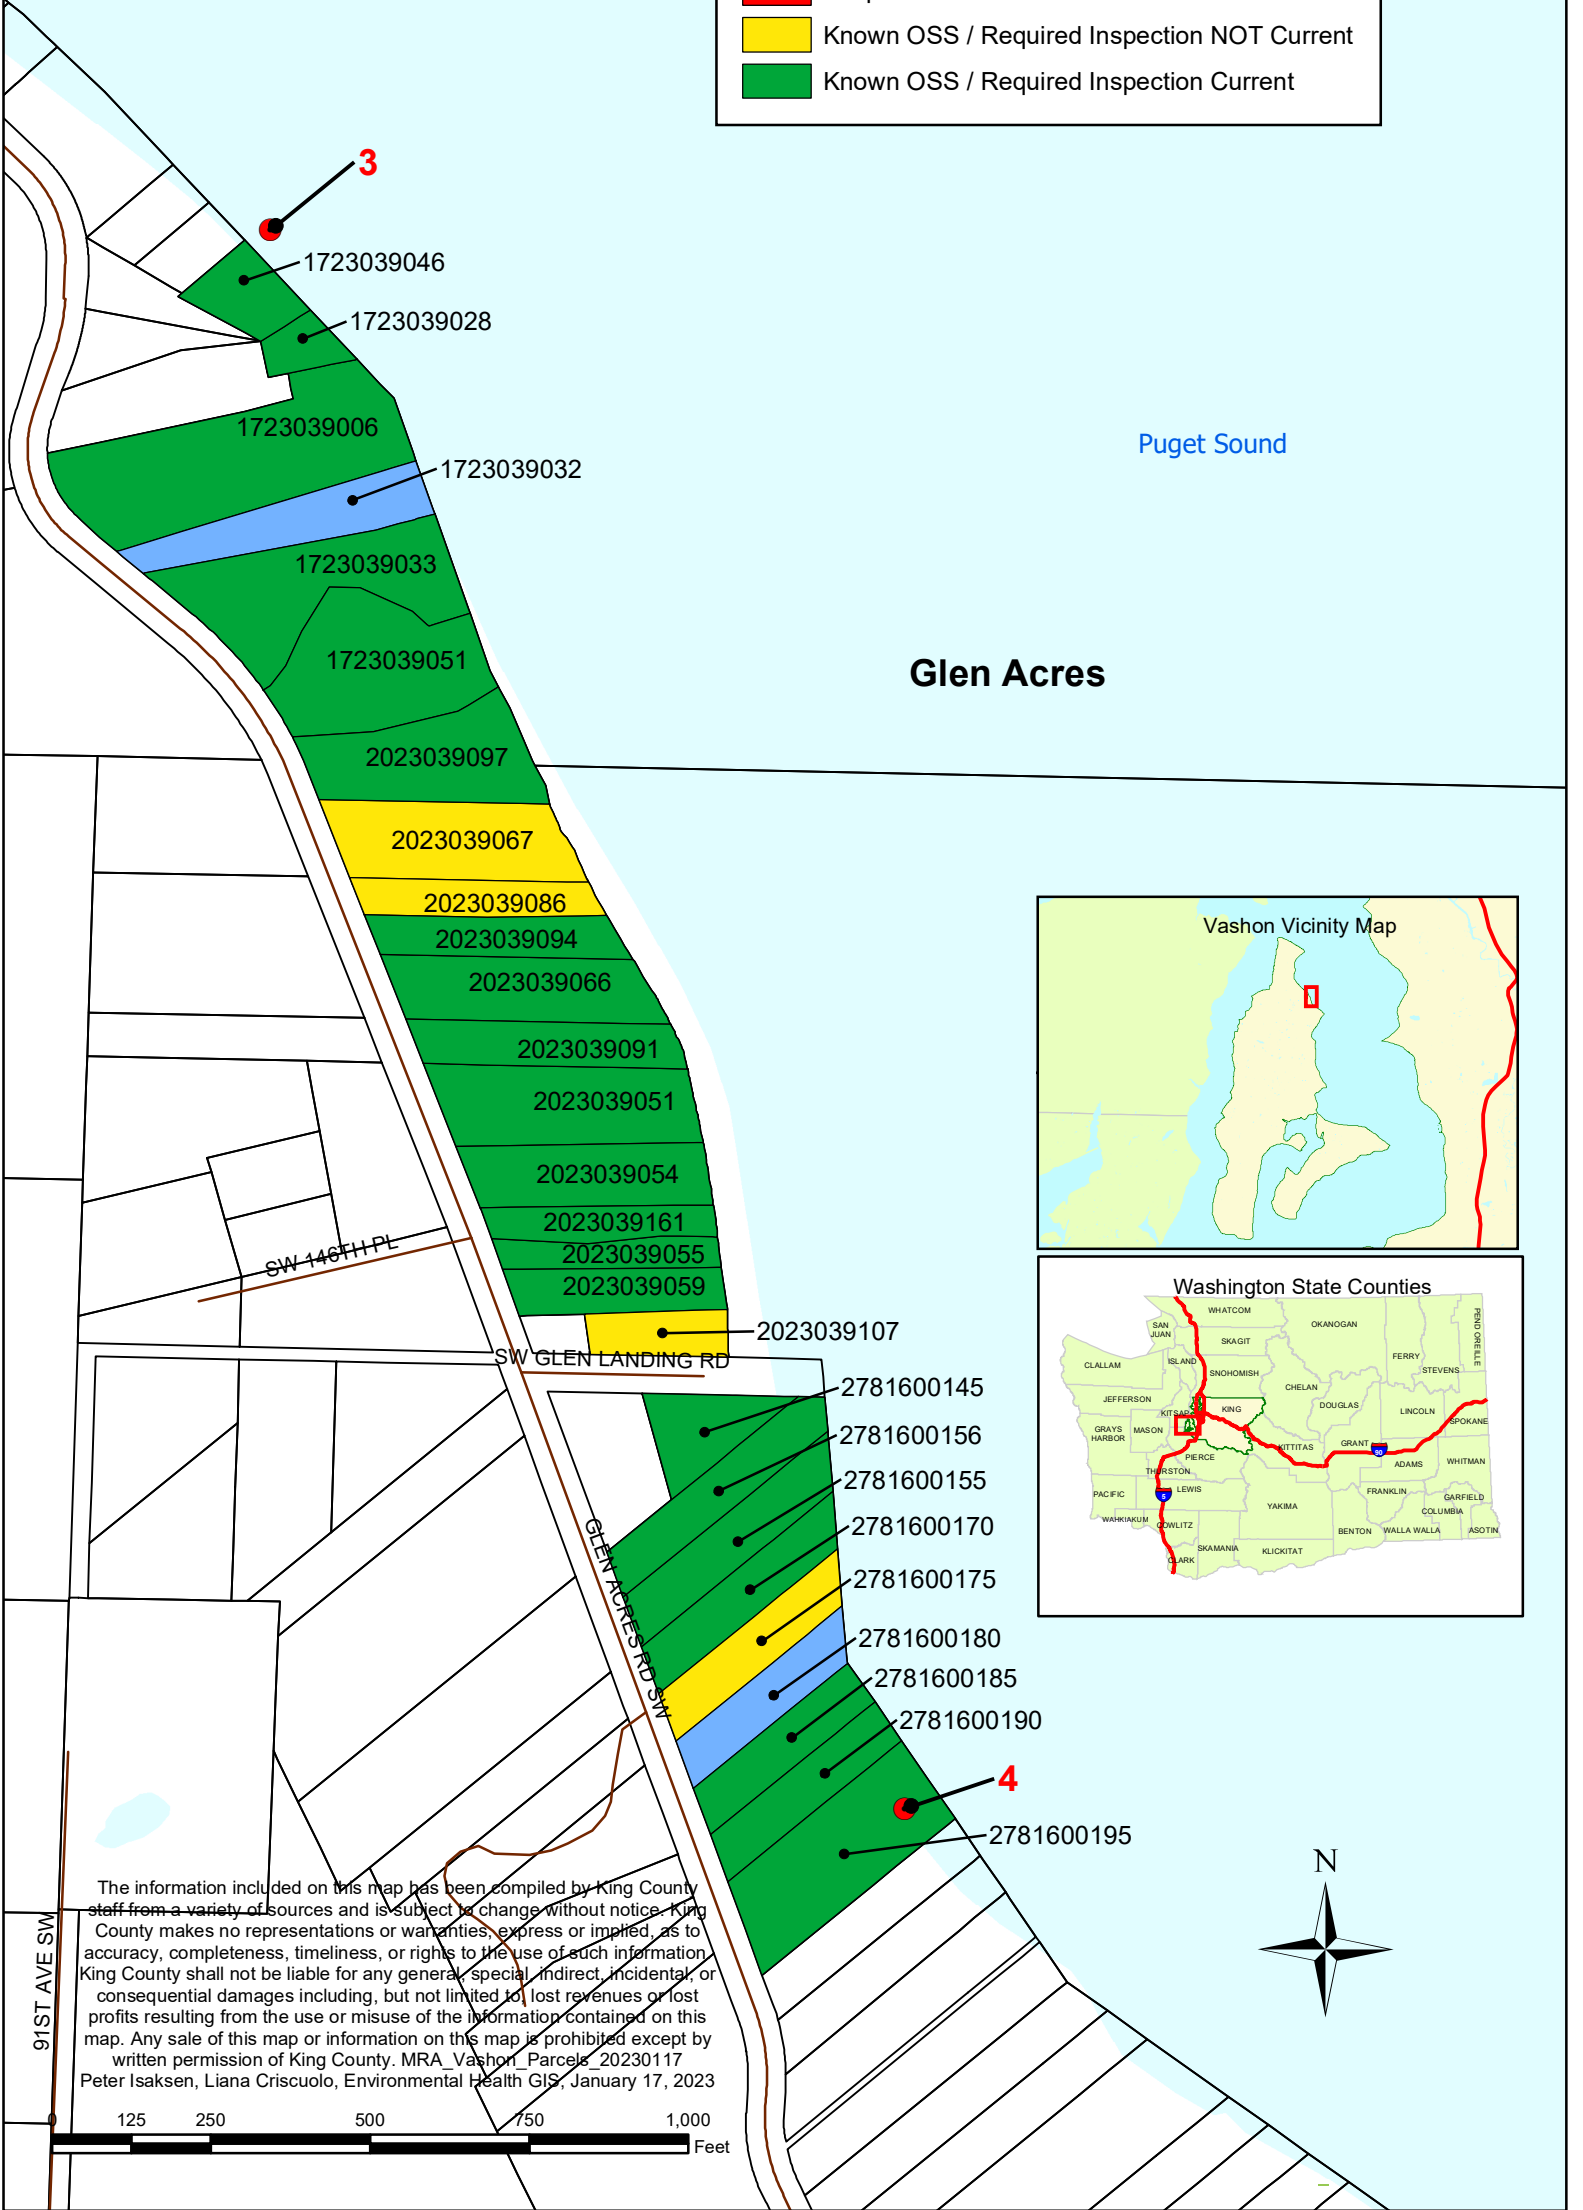 Known OSS / Required Inspection NOT Current
Known OSS / Required Inspection Current
3
1723039046
1723039028
1723039006
Puget Sound
1723039032
1723039033
1723039051
Glen Acres
2023039097
2023039067
2023039086
2023039094
2023039066
2023039091
2023039051
2023039054
2023039161
2023039055
2023039059
SW 146TH PL
2023039107
SW GLEN LANDING RD
2781600145
2781600156
2781600155
2781600170
2781600175
2781600180
2781600185
2781600190
GLEN ACRES RD SW
4
2781600195
Vashon Vicinity Map
Washington State Counties
WHATCOM
SAN
JUAN
OKANOGAN
PEND OREILLE
SKAGIT
ISLAND
FERRY
STEVENS
CLALLAM
SNOHOMISH
CHELAN
JEFFERSON
KITSAP
KING
DOUGLAS
LINCOLN
SPOKANE
GRAYS
HARBOR
MASON
KITTITAS
GRANT
90
ADAMS
WHITMAN
PIERCE
THURSTON
PACIFIC
5
LEWIS
FRANKLIN
GARFIELD
COLUMBIA
YAKIMA
WAHKIAKUM
COWLITZ
BENTON
WALLA WALLA
ASOTIN
SKAMANIA
KLICKITAT
CLARK
N
91ST AVE SW
The information included on this map has been compiled by King County
staff from a variety of sources and is subject to change without notice. King
County makes no representations or warranties, express or implied, as to
accuracy, completeness, timeliness, or rights to the use of such information.
King County shall not be liable for any general, special, indirect, incidental, or
consequential damages including, but not limited to, lost revenues or lost
profits resulting from the use or misuse of the information contained on this
map. Any sale of this map or information on this map is prohibited except by
written permission of King County. MRA_Vashon_Parcels_20230117
Peter Isaksen, Liana Criscuolo, Environmental Health GIS, January 17, 2023
0 125 250 500 750 1,000
Feet